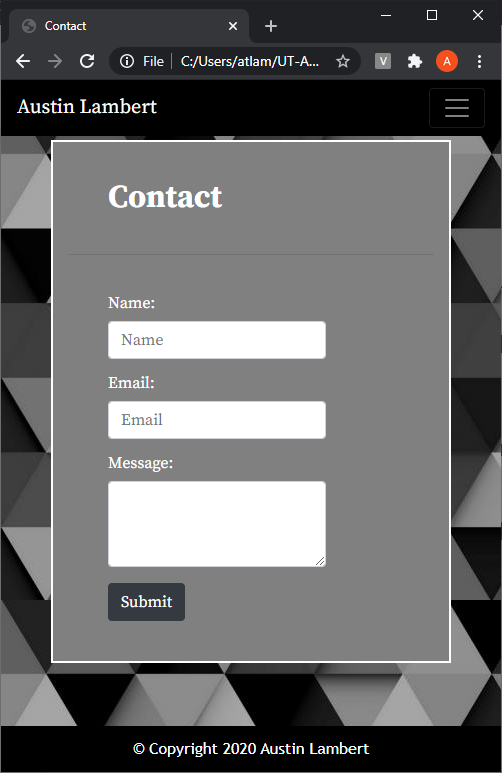 Contact
File
C:/Users/atlam/UT-A...
V
A
Austin Lambert
Contact
Name:
Name
Email:
Email
Message:
Submit
© Copyright 2020 Austin Lambert